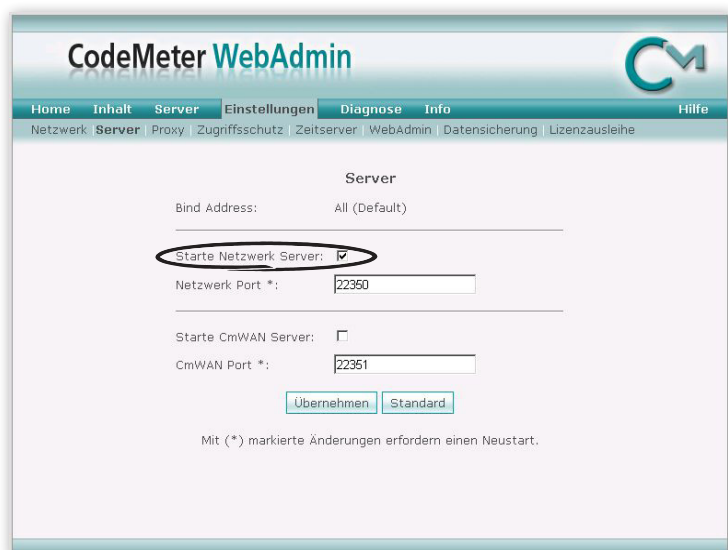 CodeMeter WebAdmin
CM
Home Inhalt Server Einstellungen Diagnose Info Hilfe
Netzwerk | Server | Proxy | Zugriffsschutz | Zeitserver | WebAdmin | Datensicherung | Lizenzausleihe
Server
Bind Address: All (Default)
Starte Netzwerk Server:
Netzwerk Port *: 22350
Starte CmWAN Server:
CmWAN Port *: 22351
Übernehmen Standard
Mit (*) markierte Änderungen erfordern einen Neustart.